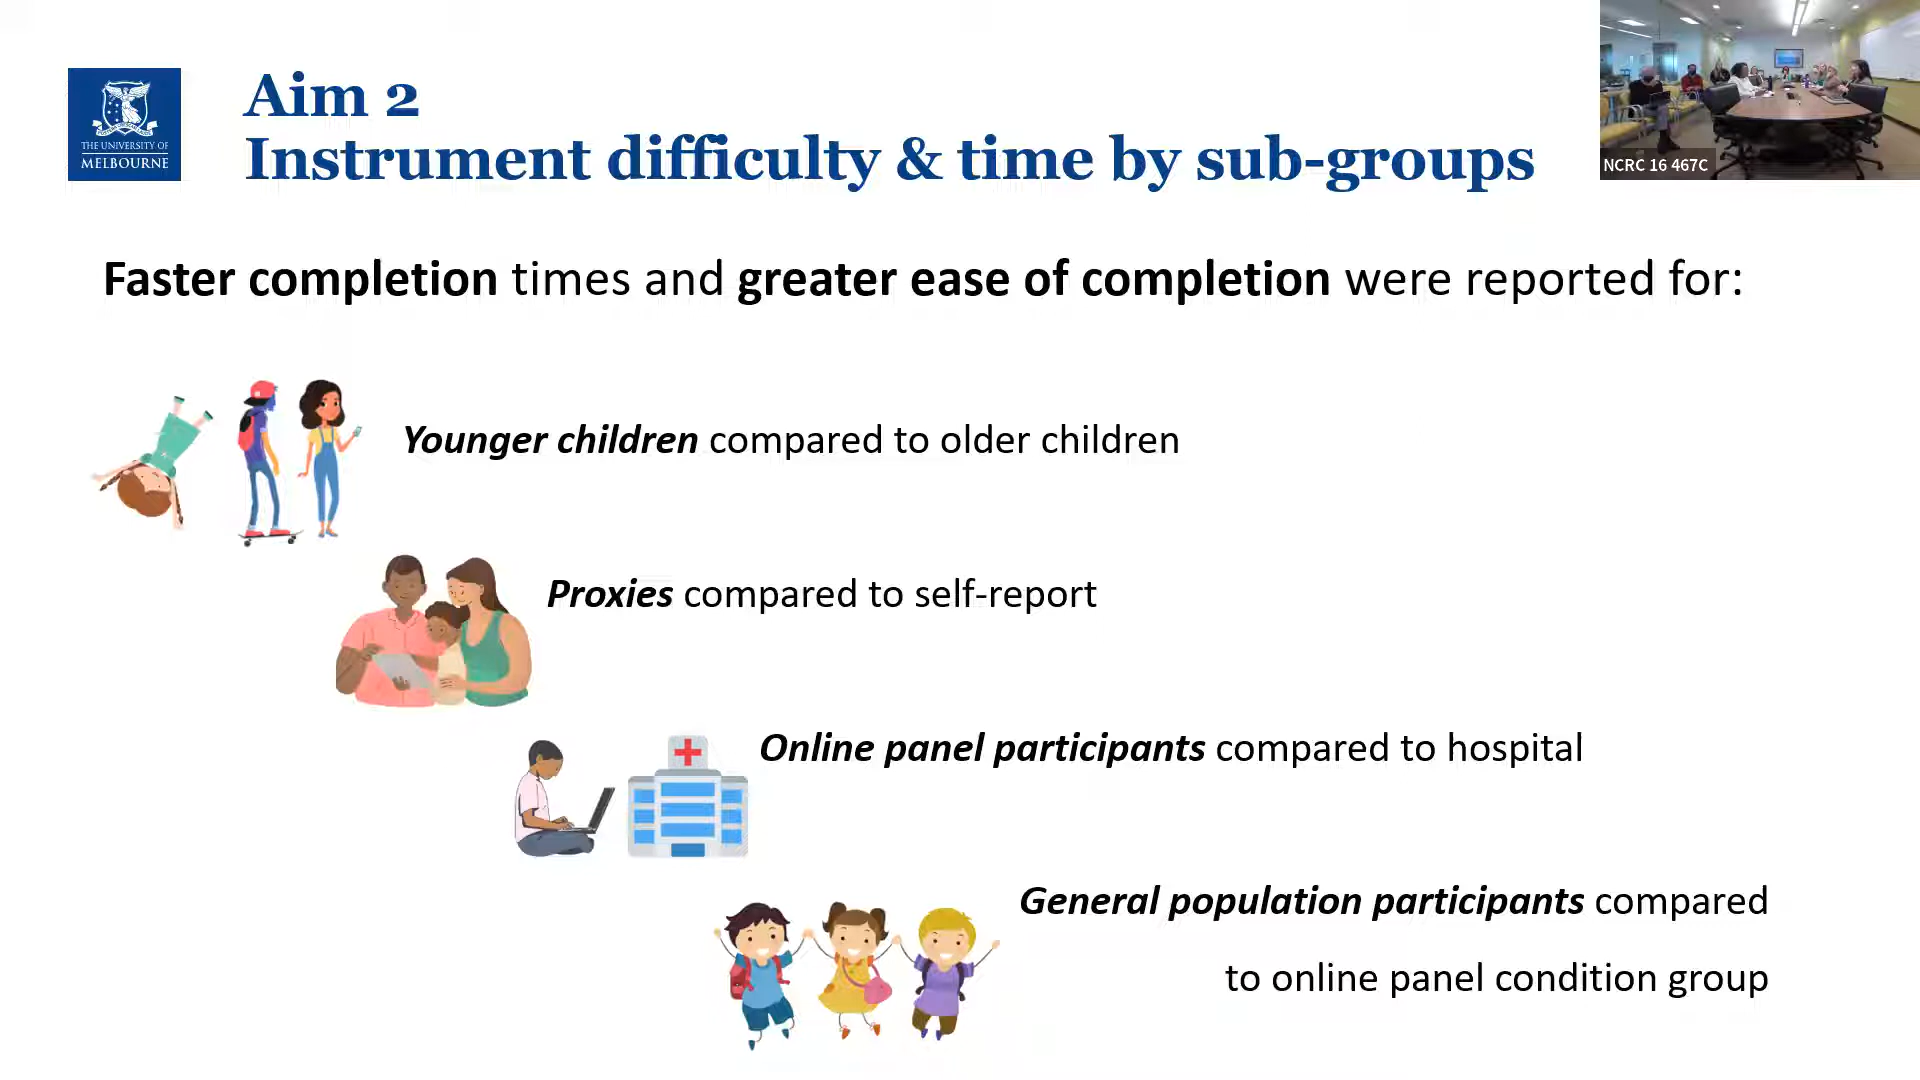 THE UNIVERSITY OF
MELBOURNE
Aim 2
Instrument difficulty & time by sub-groups
NCRC 16 467C
Faster completion times and greater ease of completion were reported for:
Younger children compared to older children
Proxies compared to self-report
Online panel participants compared to hospital
General population participants compared
to online panel condition group